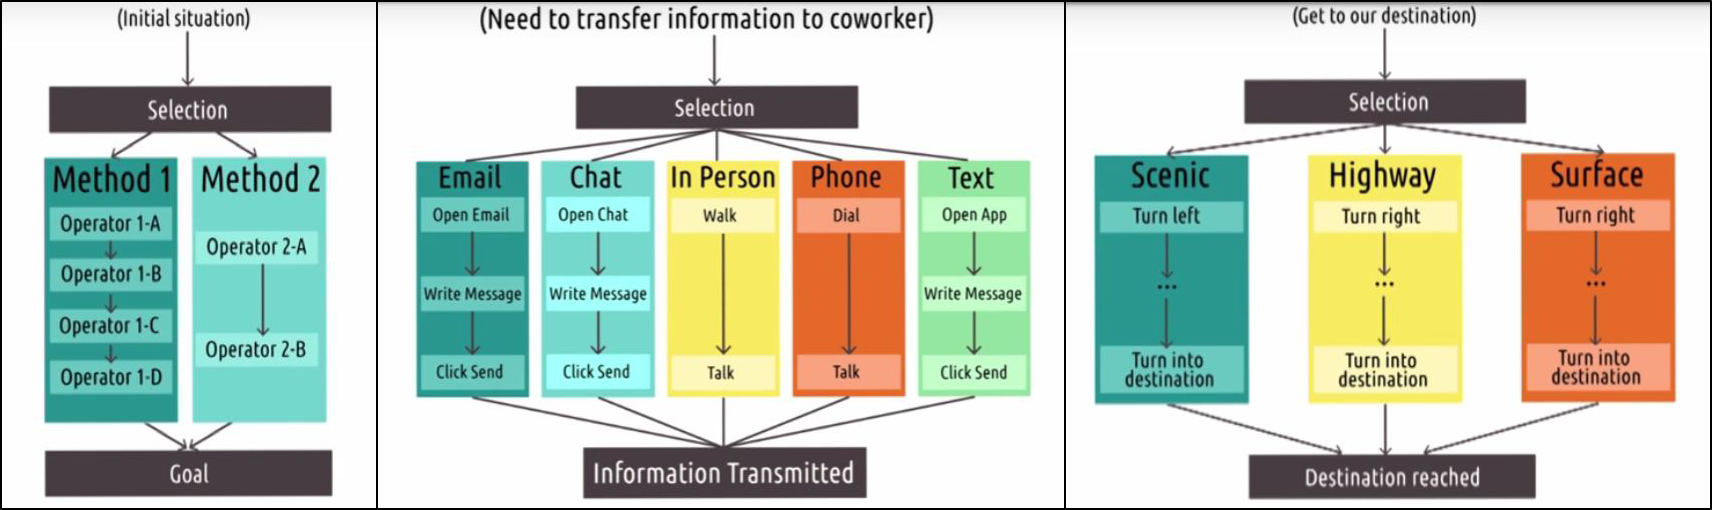 (Initial situation)
Selection
Method 1
Operator 1-A
Operator 1-B
Operator 1-C
Operator 1-D
Method 2
Operator 2-A
Operator 2-B
Goal
(Need to transfer information to coworker)
Selection
Email
Open Email
Write Message
Click Send
Chat
Open Chat
Write Message
Click Send
In Person
Walk
Talk
Phone
Dial
Talk
Text
Open App
Write Message
Click Send
Information Transmitted
(Get to our destination)
Selection
Scenic
Turn left
...
Turn into
destination
Highway
Turn right
...
Turn into
destination
Surface
Turn right
...
Turn into
destination
Destination reached